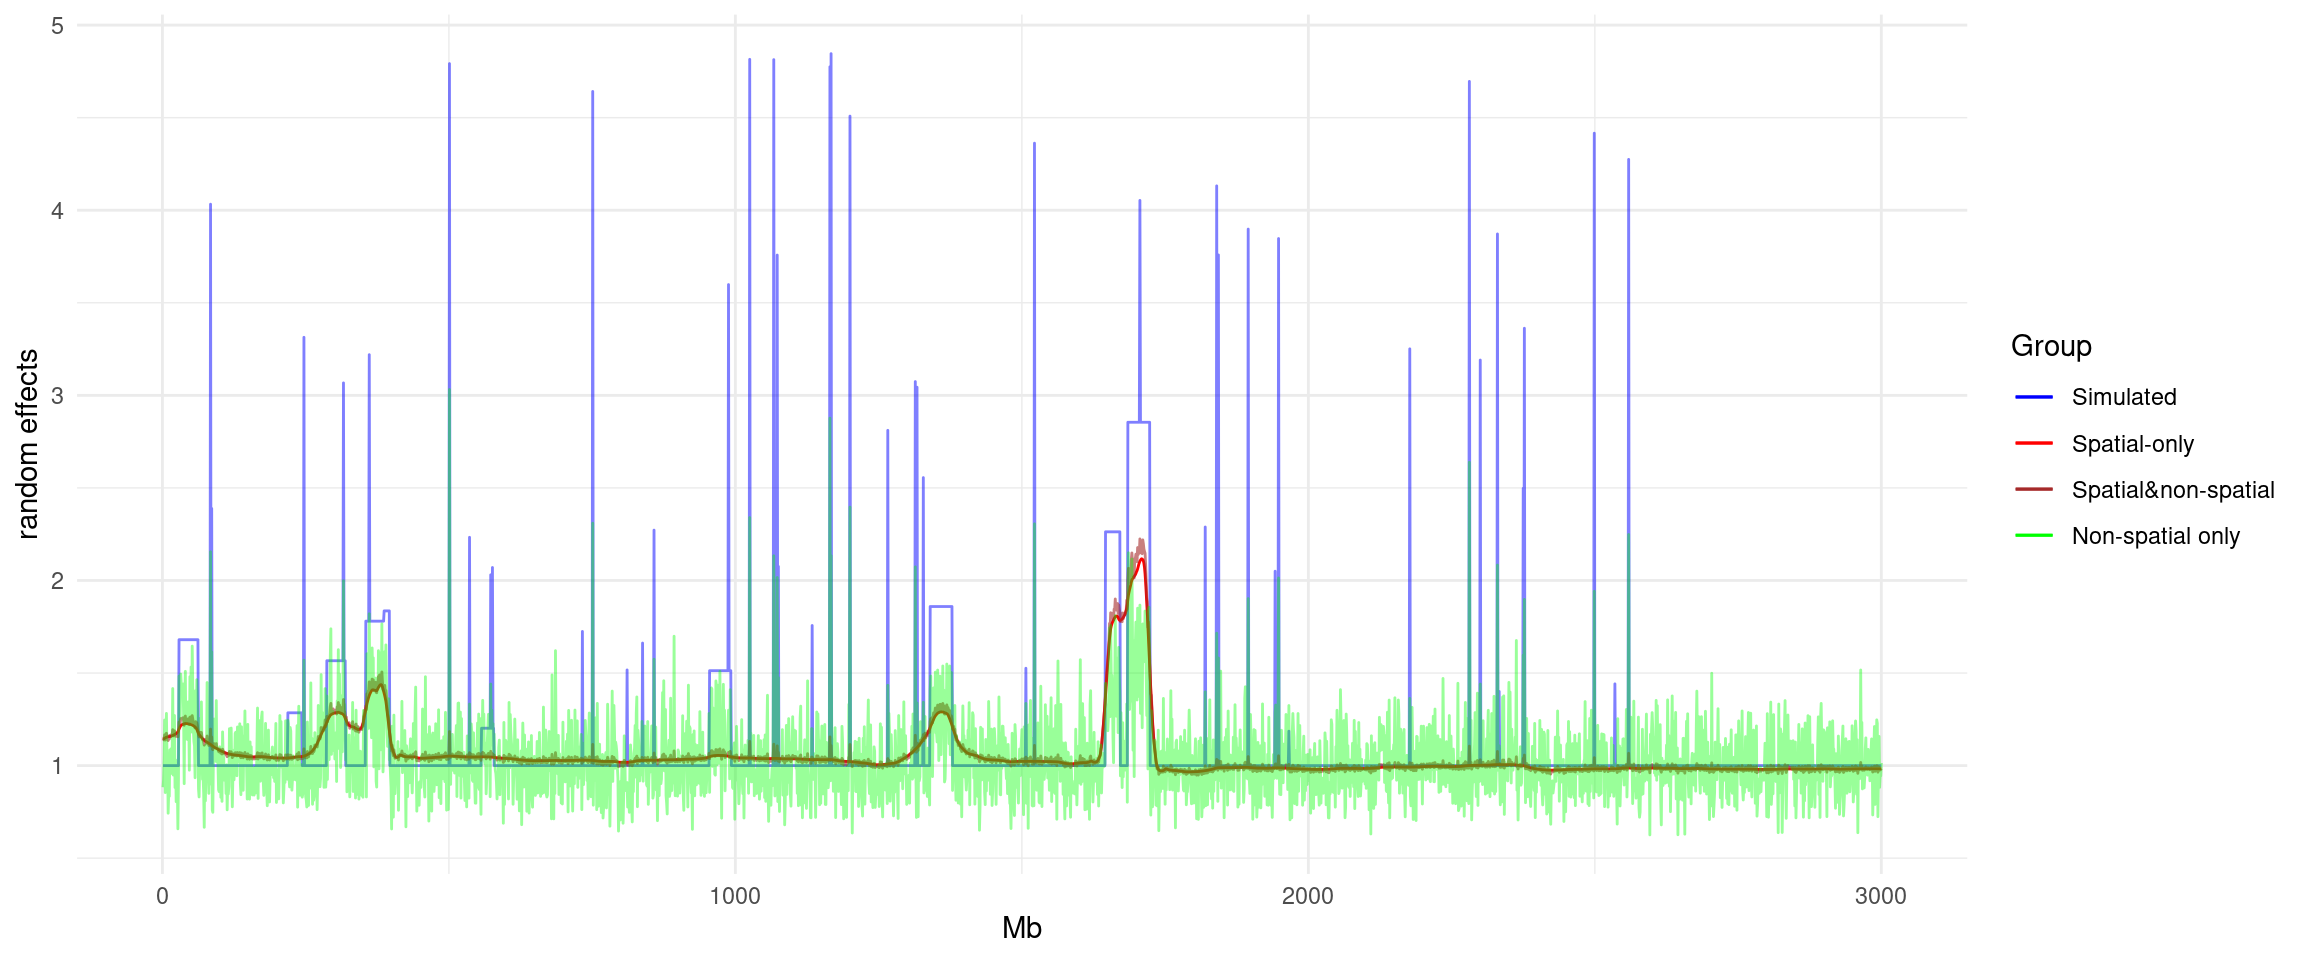 5
4
3
2
1
random effects
0
1000
2000
3000
Mb
Group
Simulated
Spatial-only
Spatial&non-spatial
Non-spatial only